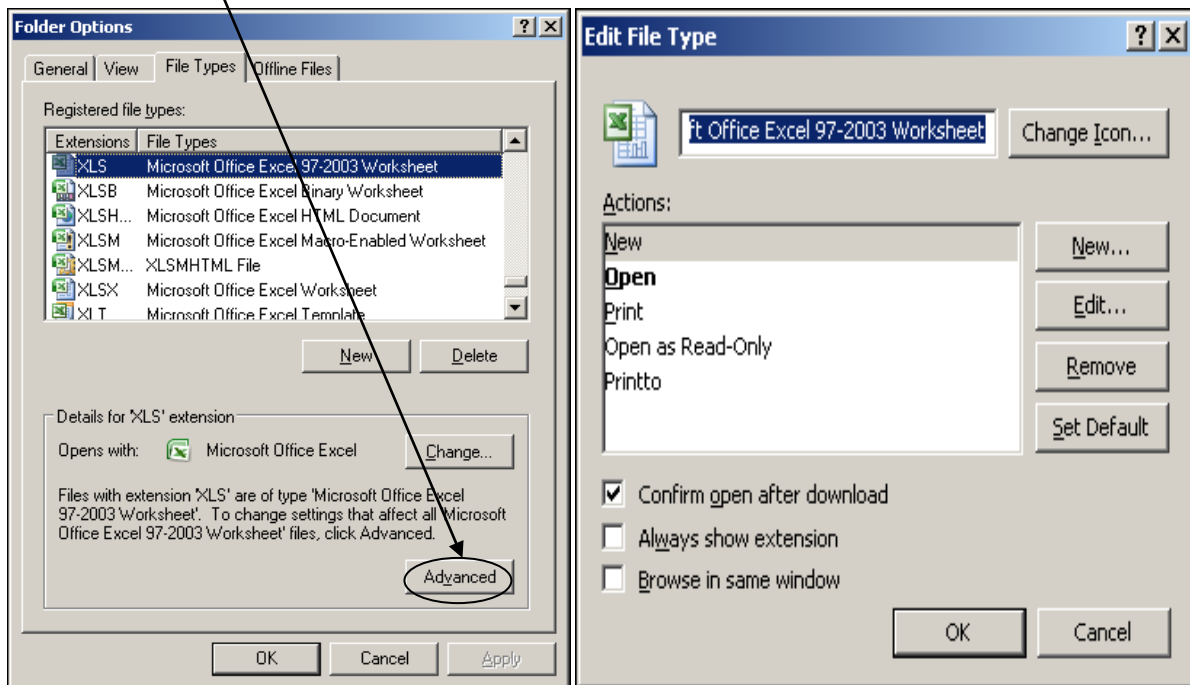 Folder Options
General View File Types Offline Files
Registered file types:
Extensions File Types
XLS Microsoft Office Excel 97-2003 Worksheet
XLSB Microsoft Office Excel Binary Worksheet
XLSH... Microsoft Office Excel HTML Document
XLSM Microsoft Office Excel Macro-Enabled Worksheet
XLSM... XLSMHTML File
XLSX Microsoft Office Excel Worksheet
XLT Microsoft Office Excel Template
New Delete
Details for 'XLS' extension
Opens with: Microsoft Office Excel Change...
Files with extension 'XLS' are of type 'Microsoft Office Excel
97-2003 Worksheet'. To change settings that affect all 'Microsoft
Office Excel 97-2003 Worksheet' files, click Advanced.
Advanced
OK Cancel Apply
Edit File Type
ft Office Excel 97-2003 Worksheet Change Icon...
Actions:
New
Open
Print
Open as Read-Only
Printto
New...
Edit...
Remove
Set Default
Confirm open after download
Always show extension
Browse in same window
OK Cancel